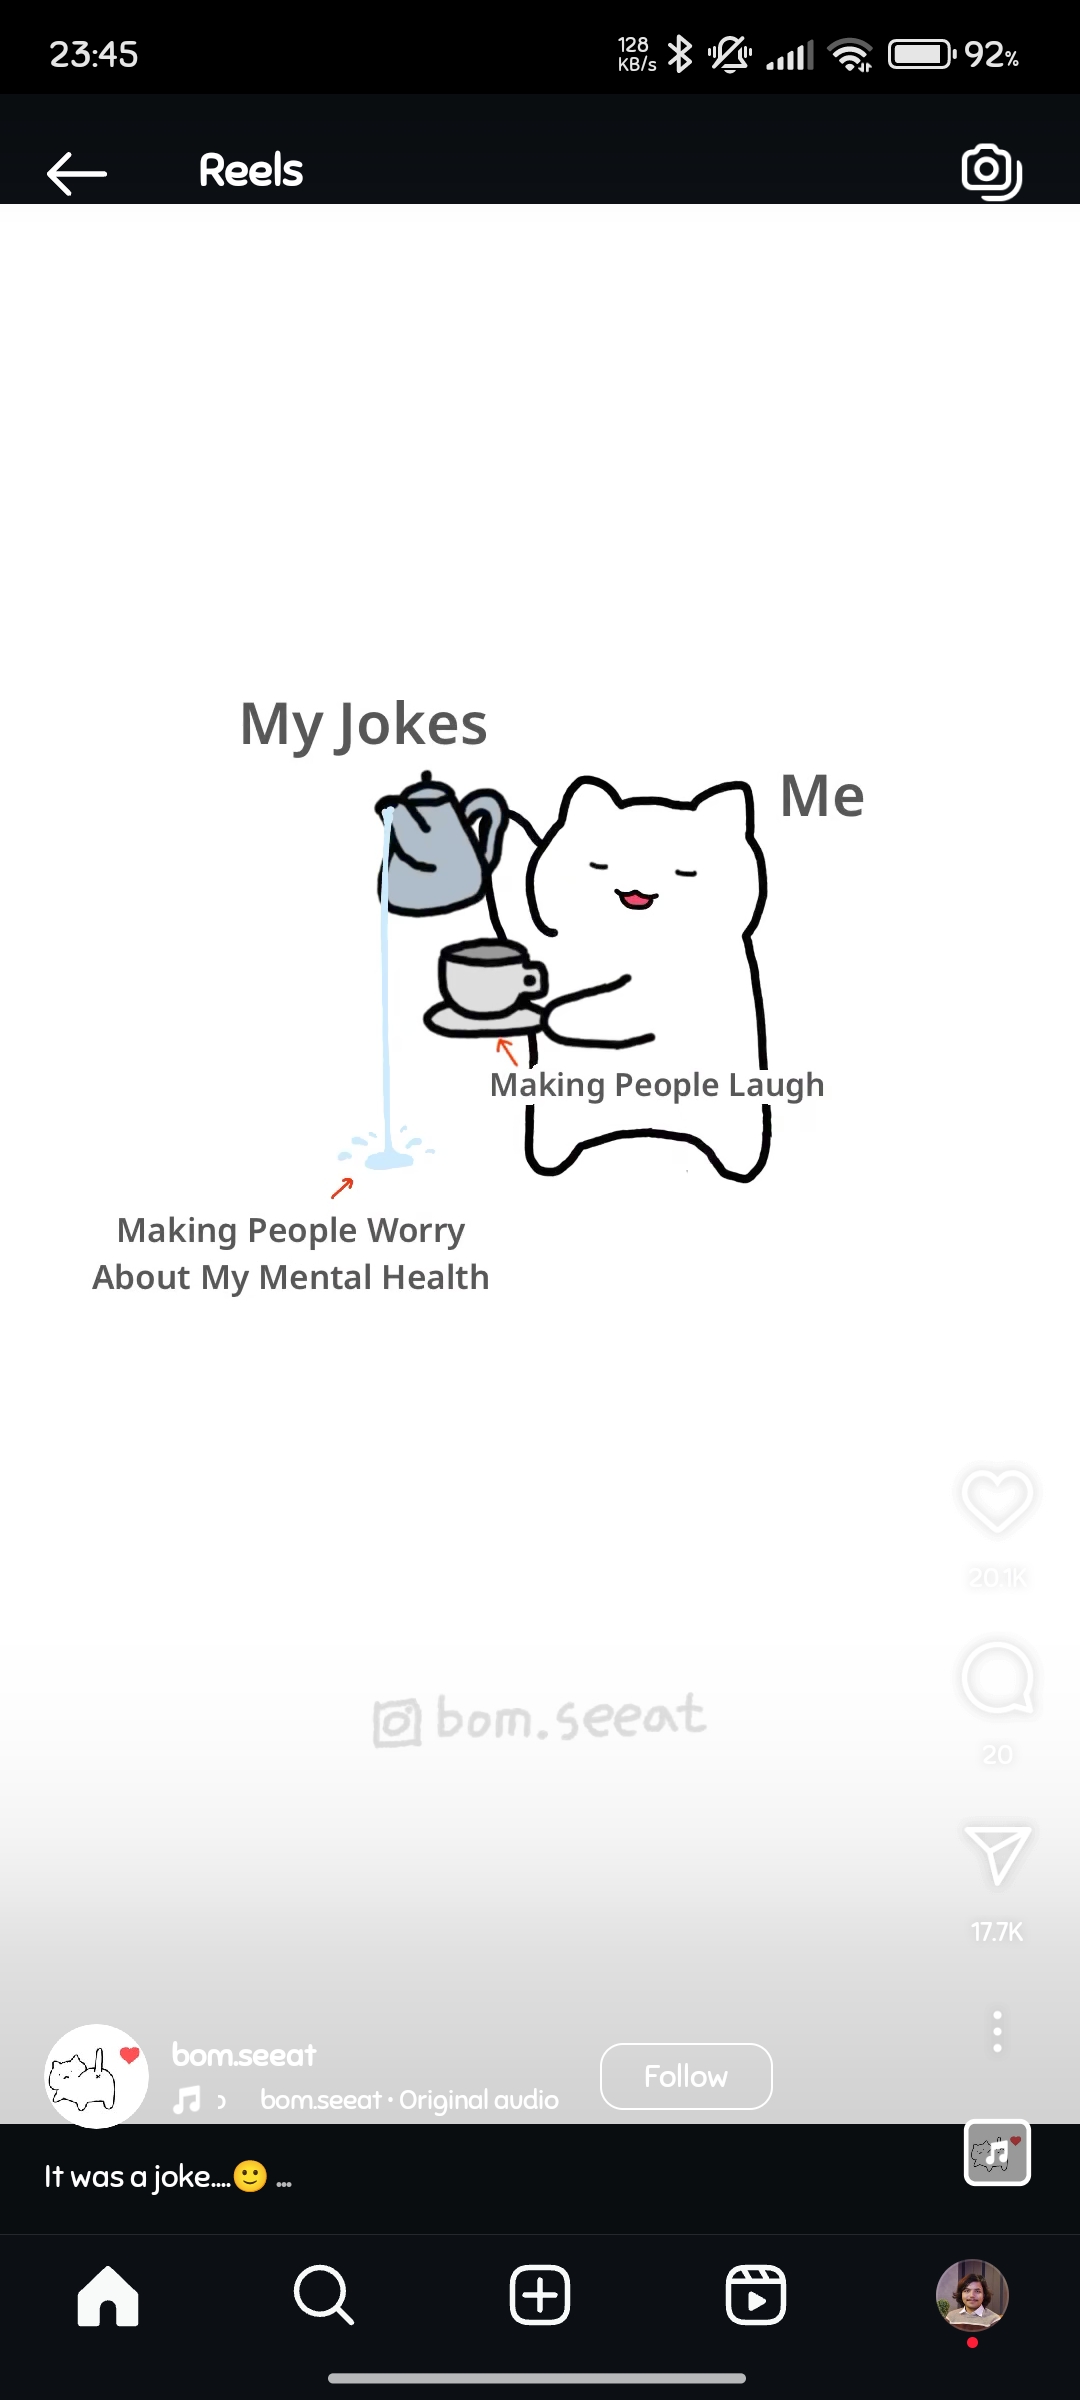 23:45
128
KB/s
92%
Reels
My Jokes
Me
Making People Laugh
Making People Worry
About My Mental Health
20.1K
bom.seeat
20
17.7K
bom.seeat
bom.seeat • Original audio
Follow
It was a joke....🙂 ...